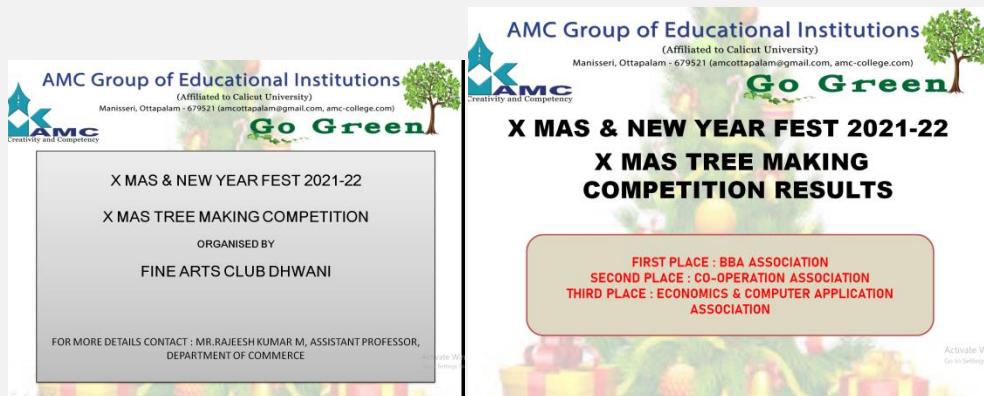 AMC Group of Educational Institutions
(Affiliated to Calicut University)
Manisseri, Ottapalam - 679521 (amcottapalam@gmail.com, amc-college.com)
Go Green
AMC
Creativity and Competency
X MAS & NEW YEAR FEST 2021-22
X MAS TREE MAKING COMPETITION
ORGANISED BY
FINE ARTS CLUB DHWANI
FOR MORE DETAILS CONTACT : MR.RAJEESH KUMAR M, ASSISTANT PROFESSOR,
DEPARTMENT OF COMMERCE
AMC Group of Educational Institutions
(Affiliated to Calicut University)
Manisseri, Ottapalam - 679521 (amcottapalam@gmail.com, amc-college.com)
Go Green
AMC
Creativity and Competency
X MAS & NEW YEAR FEST 2021-22
X MAS TREE MAKING
COMPETITION RESULTS
FIRST PLACE : BBA ASSOCIATION
SECOND PLACE : CO-OPERATION ASSOCIATION
THIRD PLACE : ECONOMICS & COMPUTER APPLICATION
ASSOCIATION
Activate W
Go to Settings